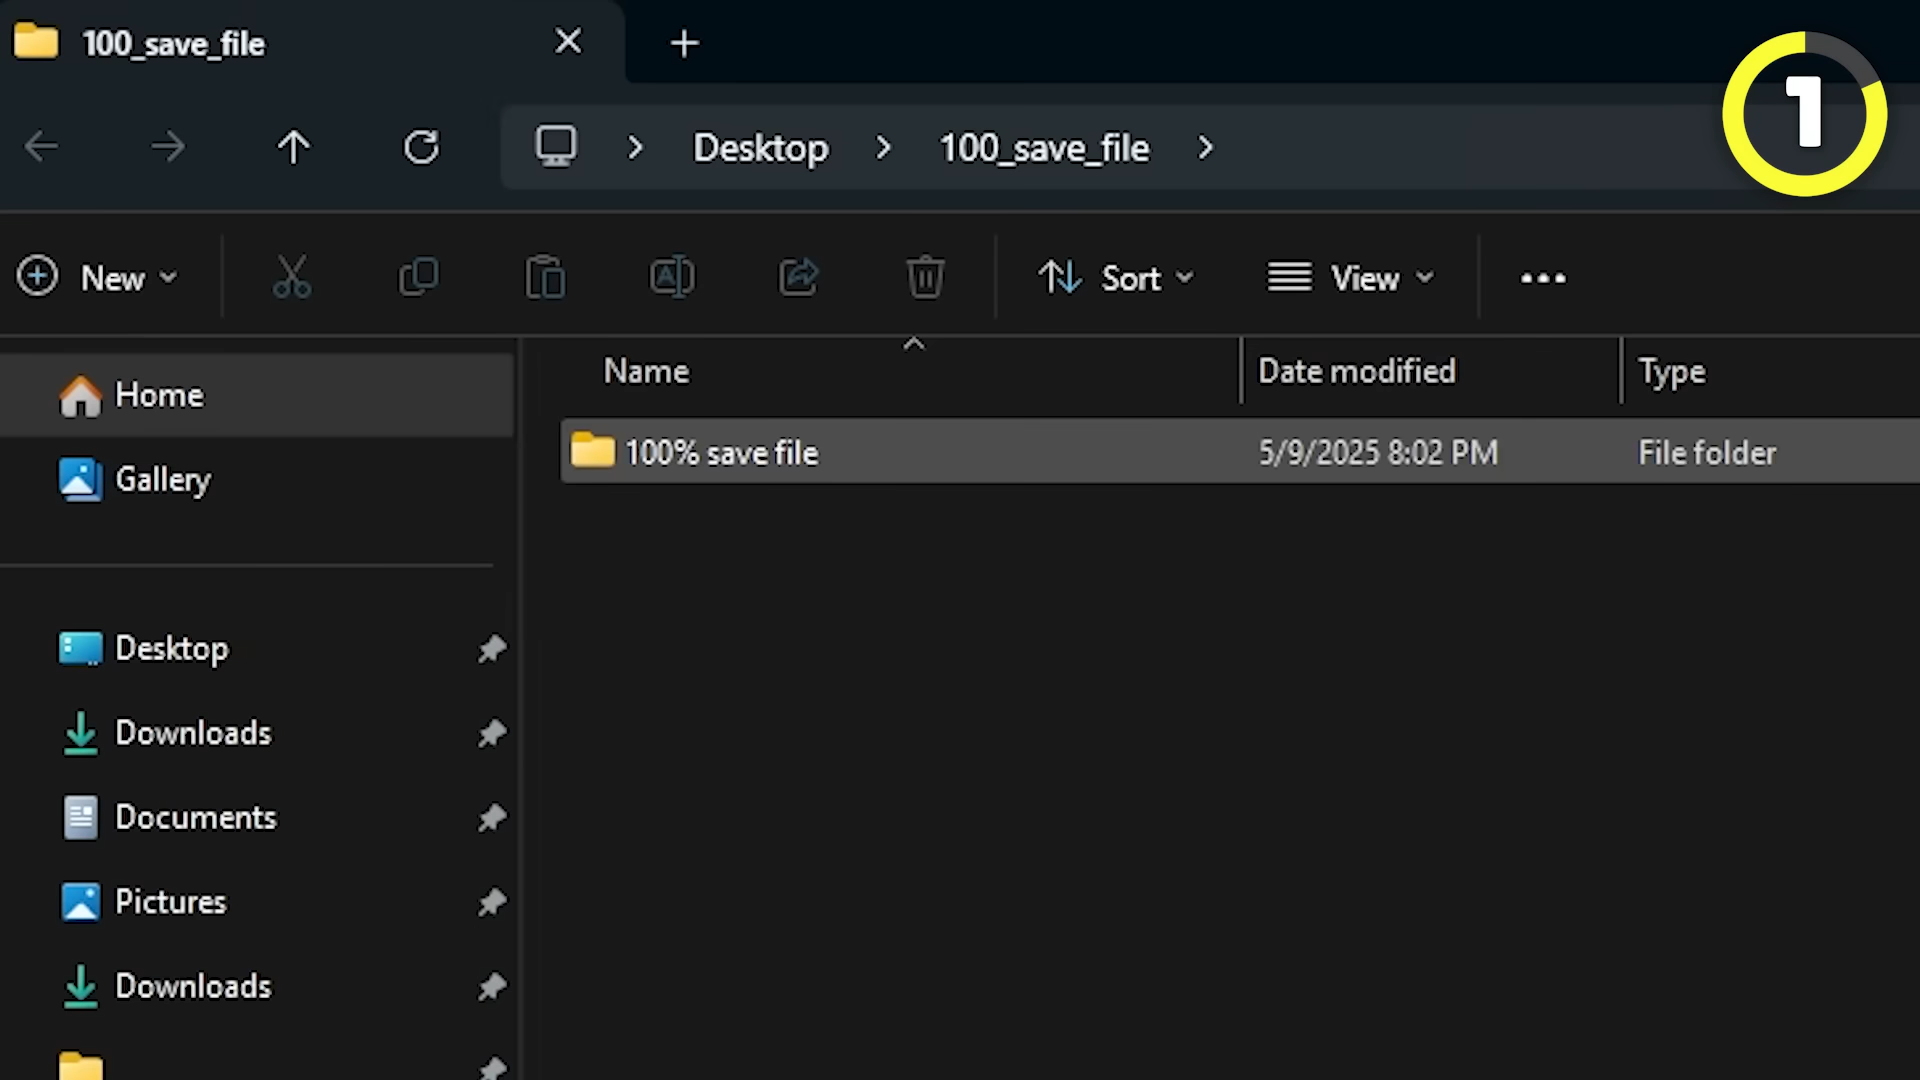 100_save_file
1
Desktop
100_save_file
New
Sort
View
Name
Date modified
Type
Home
100% save file
5/9/2025 8:02 PM
File folder
Gallery
Desktop
Downloads
Documents
Pictures
Downloads